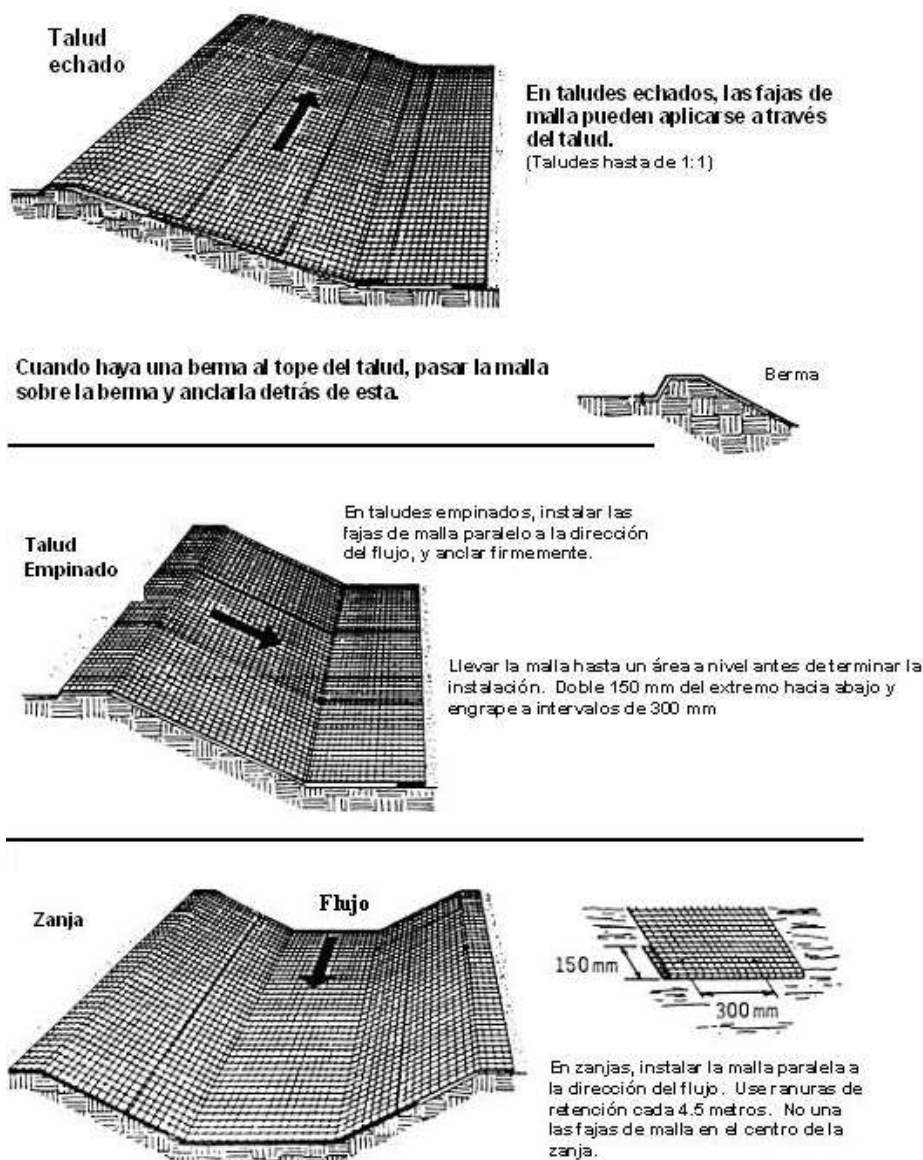 Talud
echado
En taludes echados, las fajas de
malla pueden aplicarse a través
del talud.
(Taludes hasta de 1:1)
Cuando haya una berma al tope del talud, pasar la malla
sobre la berma y anclarla detrás de esta.
Berma
En taludes empinados, instalar las
fajas de malla paralelo a la dirección
del flujo, y anclar firmemente.
Talud
Empinado
Llevar la malla hasta un área a nivel antes de terminar la
instalación. Doble 150 mm del extremo hacia abajo y
engrape a intervalos de 300 mm
Zanja
Flujo
150 mm
300 mm
En zanjas, instalar la malla paralela a
la dirección del flujo. Use ranuras de
retención cada 4.5 metros. No una
las fajas de malla en el centro de la
zanja.